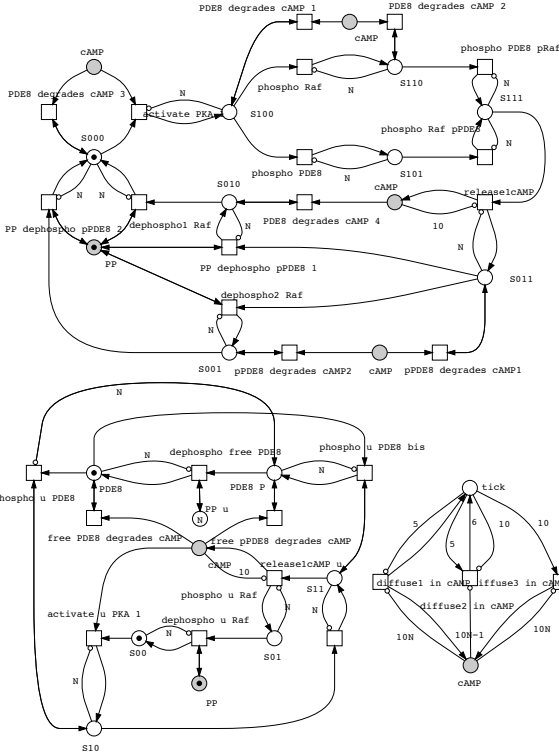 PDE8 degrades cAMP 1
PDE8 degrades cAMP 2
cAMP
cAMP
phospho PDE8 pRaf
PDE8 degrades cAMP 3
N
phospho Raf
N
S110
N
S111
activate PKA
S100
phospho Raf pPDE8
S000
N
phospho PDE8
N
S101
N
N
S010
cAMP
release1cAMP
PP dephospho pPDE8 2
dephospho1 Raf
PDE8 degrades cAMP 4
10
N
N
PP
PP dephospho pPDE8 1
S011
dephospho2 Raf
N
S001
pPDE8 degrades cAMP2
cAMP
pPDE8 degrades cAMP1
N
dephospho free PDE8
phospho u PDE8 bis
N
N
hospho u PDE8
PDE8
PDE8 P
tick
PP u
N
5
6
10
10
free PDE8 degrades cAMP
free pPDE8 degrades cAMP
5
cAMP
10
release1cAMP u
S11
diffuse1 in cAMP
iffuse3 in cAM
phospho u Raf
N
N
diffuse2 in cAMP
activate u PKA 1
dephospho u Raf
N
10N
10N-1
10N
S00
S01
N
cAMP
PP
S10